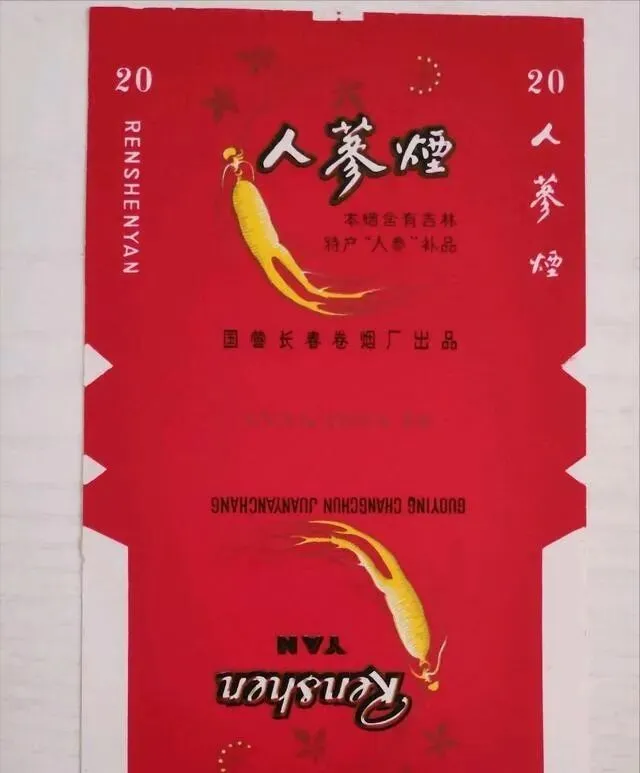 20
RENSHENYAN
人蔘煙
本烟含有吉林
特产“人参”补品
国营长春卷烟厂出品
20
人蔘煙
GUOYING CHANGCHUN JUANYANCHANG
Renshen
YAN